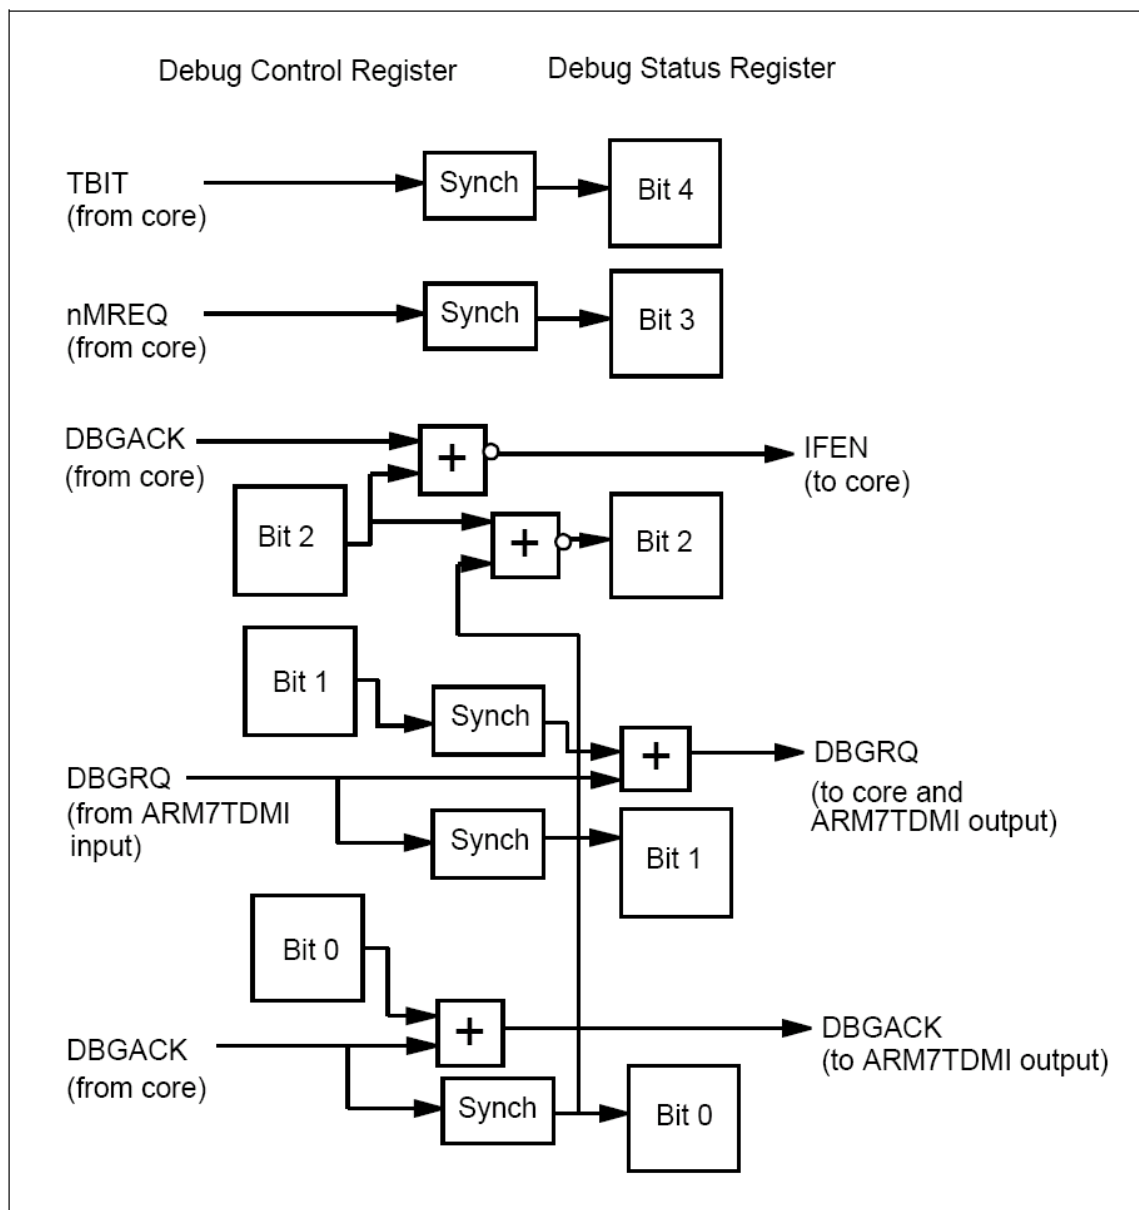 Debug Control Register
Debug Status Register
TBIT
(from core)
Synch
Bit 4
nMREQ
(from core)
Synch
Bit 3
DBGACK
(from core)
+
IFEN
(to core)
Bit 2
+
Bit 2
Bit 1
Synch
DBGRQ
(from ARM7TDMI
input)
+
DBGRQ
(to core and
ARM7TDMI output)
Synch
Bit 1
Bit 0
+
DBGACK
(to ARM7TDMI output)
DBGACK
(from core)
Synch
Bit 0